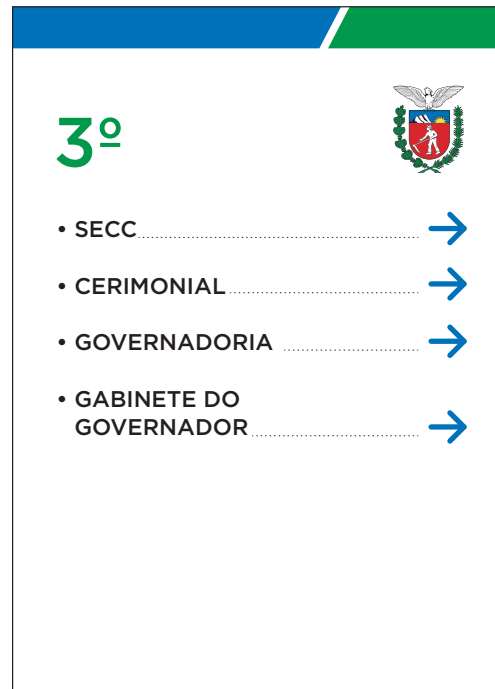 3º
• SECC
• CERIMONIAL
• GOVERNADORIA
• GABINETE DO
GOVERNADOR